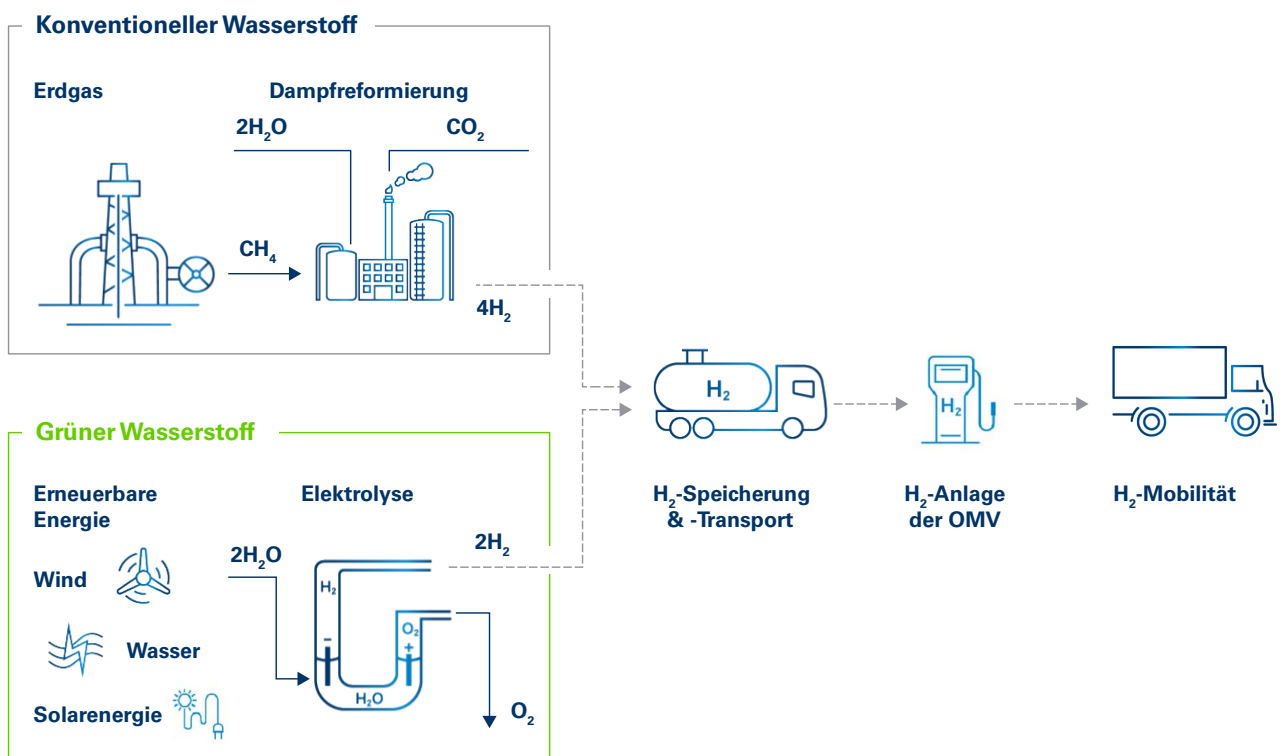 Konventioneller Wasserstoff
Erdgas
Dampfreformierung
2H₂O
CO₂
CH₄
4H₂
Grüner Wasserstoff
Erneuerbare
Energie
Elektrolyse
Wind
Wasser
Solarenergie
2H₂O
2H₂
H₂
O₂
−
+
H₂O
O₂
H₂
H₂-Speicherung
& -Transport
H₂
H₂-Anlage
der OMV
H₂-Mobilität